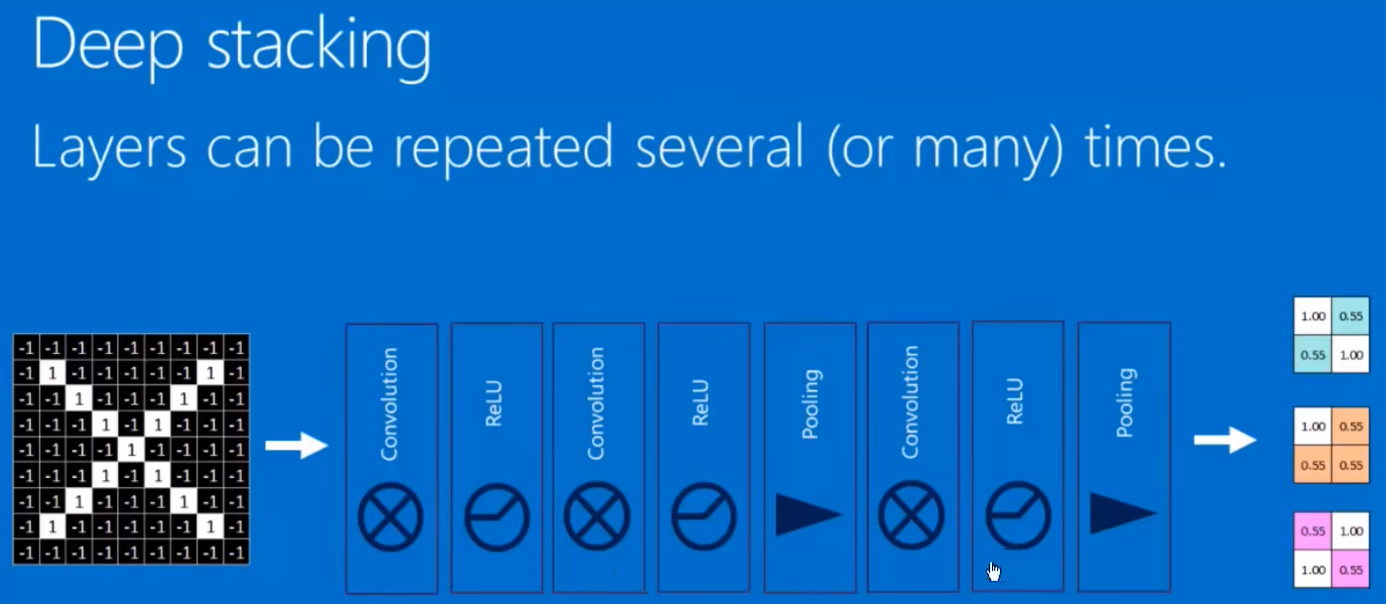 Deep stacking
Layers can be repeated several (or many) times.
-1 -1 -1 -1 -1 -1 -1 -1 -1
-1 1 -1 -1 -1 -1 -1 1 -1
-1 -1 1 -1 -1 -1 1 -1 -1
-1 -1 -1 1 -1 1 -1 -1 -1
-1 -1 -1 -1 1 -1 -1 -1 -1
-1 -1 -1 1 -1 1 -1 -1 -1
-1 -1 1 -1 -1 -1 1 -1 -1
-1 1 -1 -1 -1 -1 -1 1 -1
-1 -1 -1 -1 -1 -1 -1 -1 -1
Convolution
ReLU
Convolution
ReLU
Pooling
Convolution
ReLU
Pooling
1.00 0.55
0.55 1.00
1.00 0.55
0.55 0.55
0.55 1.00
1.00 0.55